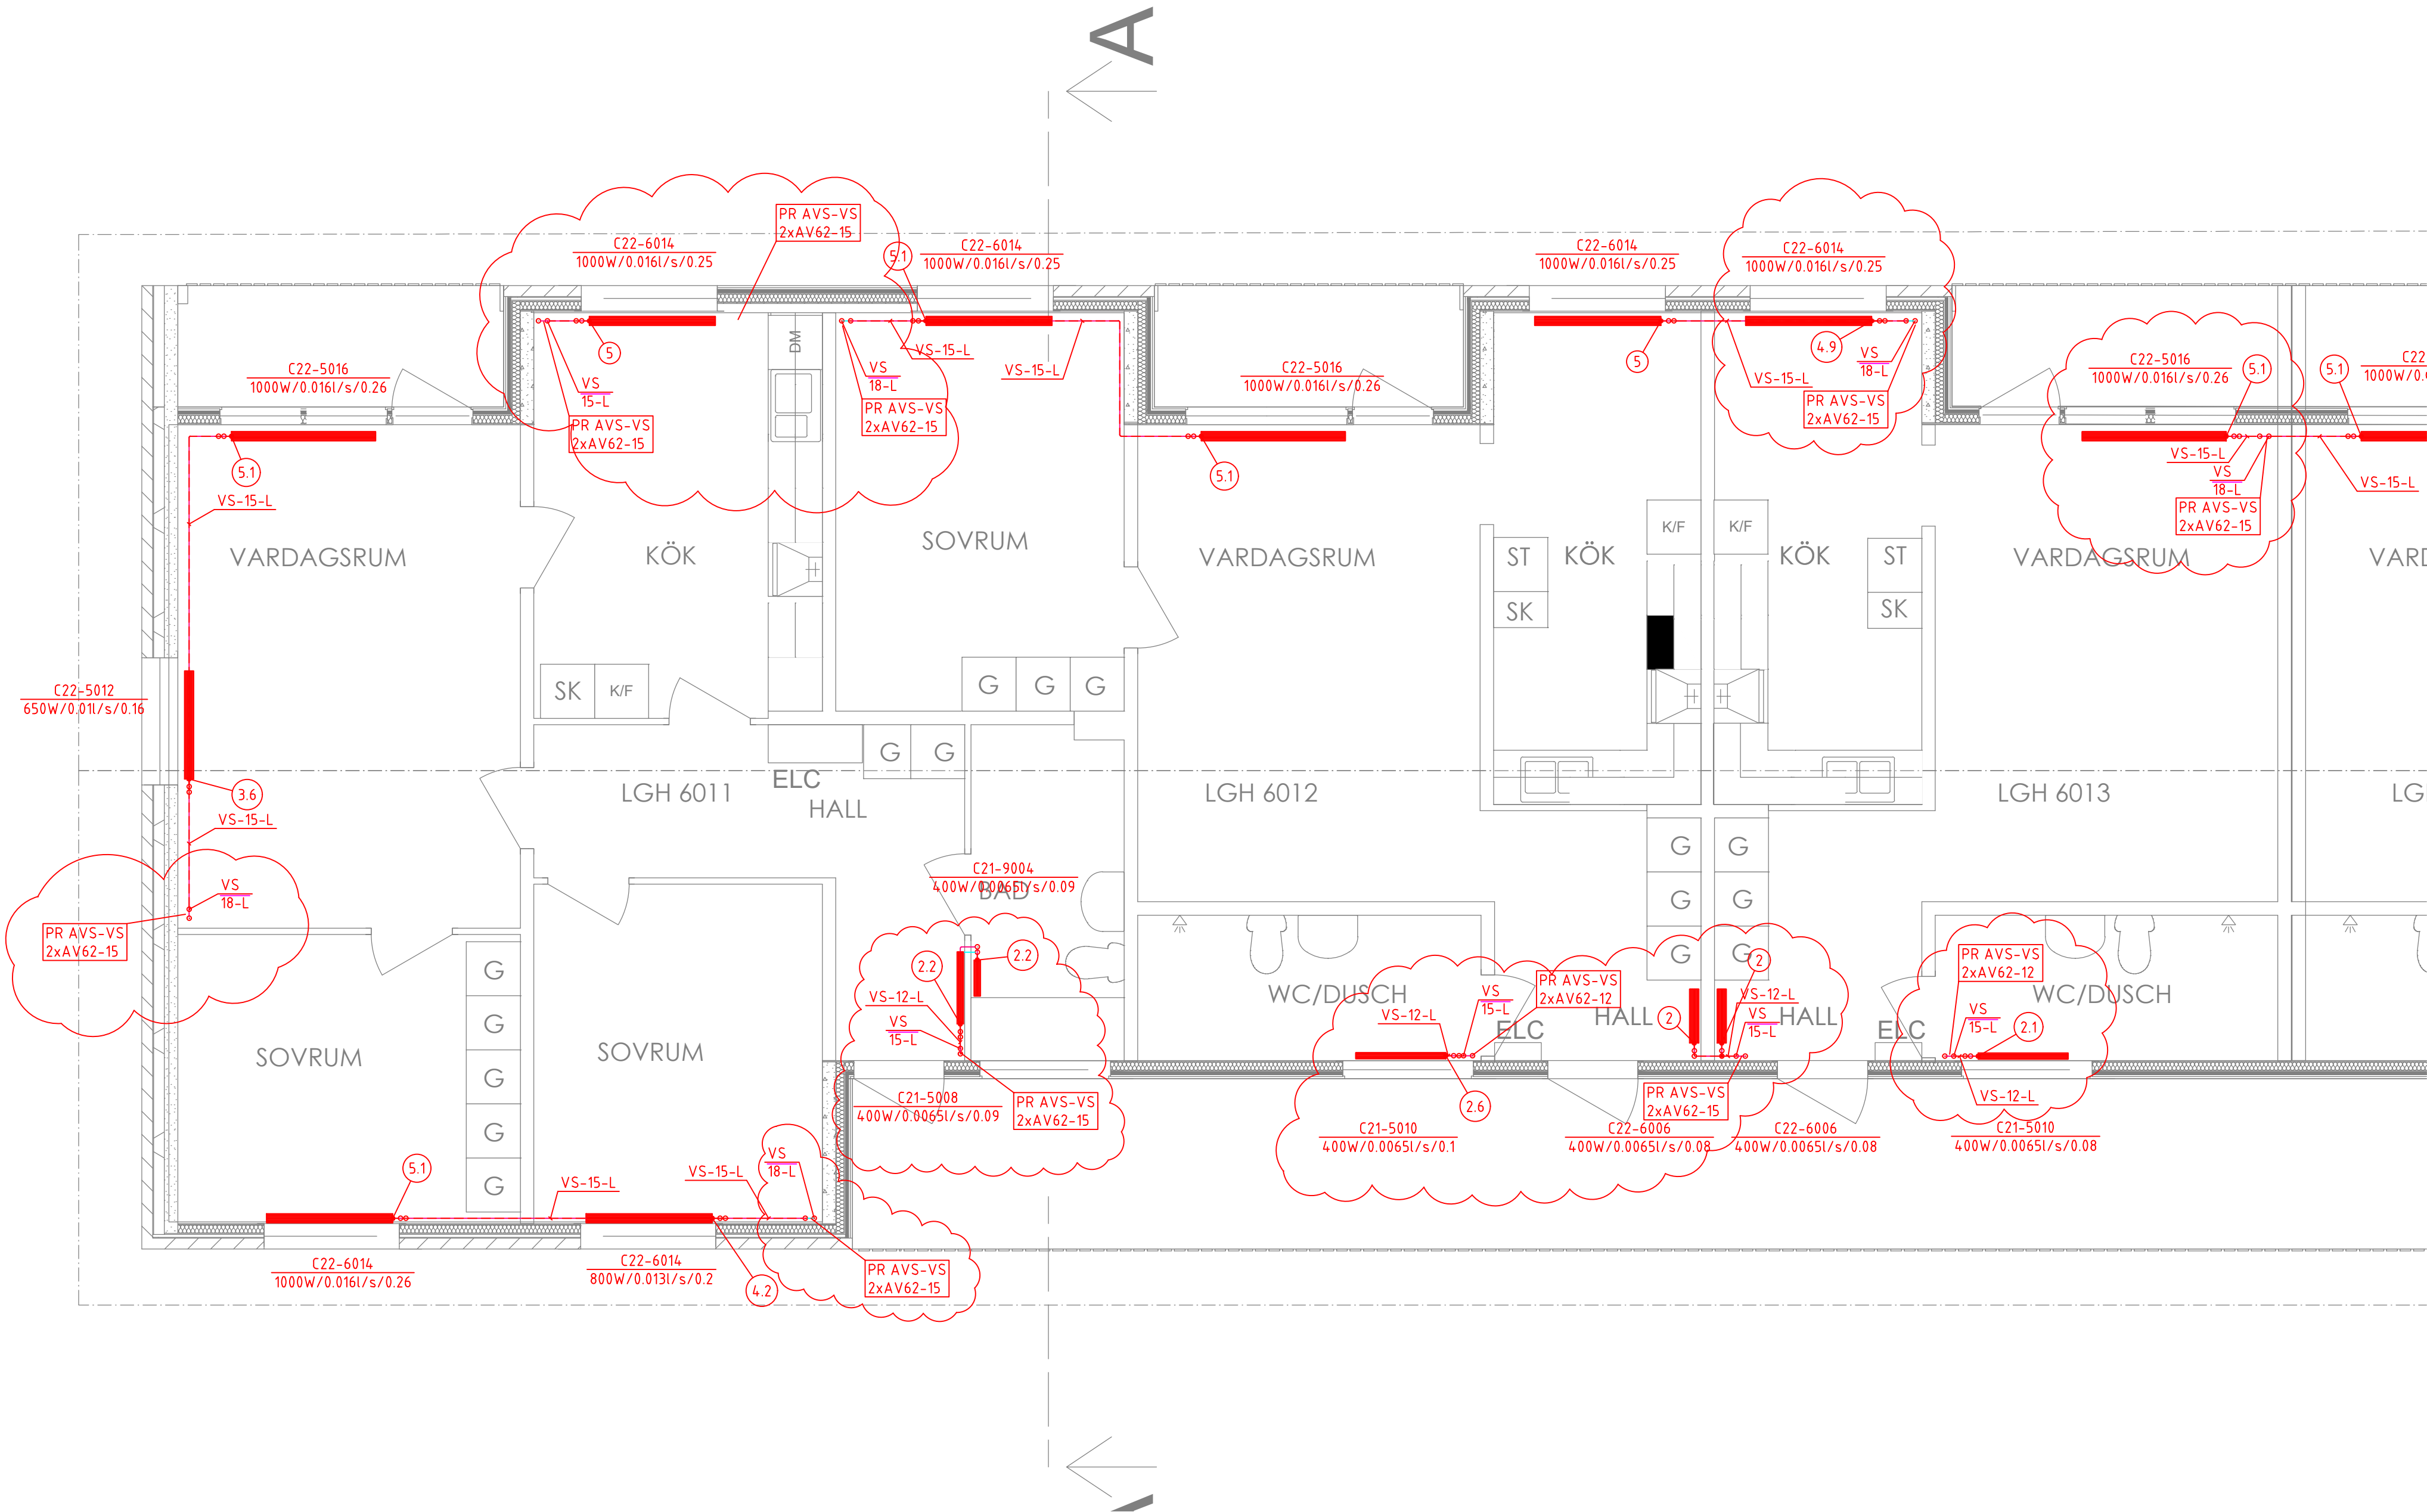 A
PR AVS-VS
2xAV62-15
C22-6014
1000W/0.016l/s/0.25
5.1
C22-6014
1000W/0.016l/s/0.25
C22-6014
1000W/0.016l/s/0.25
C22-6014
1000W/0.016l/s/0.25
5
VS
15-L
PR AVS-VS
2xAV62-15
DM
VS
18-L
PR AVS-VS
2xAV62-15
VS-15-L
VS-15-L
C22-5016
1000W/0.016l/s/0.26
C22-5016
1000W/0.016l/s/0.26
5
VS-15-L
4.9
VS
18-L
PR AVS-VS
2xAV62-15
C22-5016
1000W/0.016l/s/0.26
5.1
5.1
C22
1000W/0.
5.1
VS-15-L
5.1
VS-15-L
VS
18-L
PR AVS-VS
2xAV62-15
VS-15-L
VARDAGSRUM
KÖK
SOVRUM
VARDAGSRUM
ST
SK
KÖK
K/F
K/F
KÖK
ST
SK
VARDAGSRUM
VARD
SK
K/F
G
G
G
C22-5012
650W/0.01l/s/0.16
3.6
VS-15-L
LGH 6011
ELC
HALL
G
G
LGH 6012
LGH 6013
LG
VS
18-L
PR AVS-VS
2xAV62-15
C21-9004
400W/0.0065l/s/0.09
BAD
G
G
G
G
G
G
2.2
2.2
VS-12-L
VS
15-L
WC/DUSCH
VS-12-L
VS
15-L
PR AVS-VS
2xAV62-12
ELC
HALL
2
2
VS-12-L
VS
15-L
HALL
ELC
PR AVS-VS
2xAV62-12
VS
15-L
2.1
WC/DUSCH
VS-12-L
G
G
G
G
G
SOVRUM
SOVRUM
C21-5008
400W/0.0065l/s/0.09
PR AVS-VS
2xAV62-15
2.6
C21-5010
400W/0.0065l/s/0.1
PR AVS-VS
2xAV62-15
C22-6006
400W/0.0065l/s/0.08
C22-6006
400W/0.0065l/s/0.08
C21-5010
400W/0.0065l/s/0.08
5.1
VS-15-L
VS-15-L
VS
18-L
C22-6014
1000W/0.016l/s/0.26
C22-6014
800W/0.013l/s/0.2
4.2
PR AVS-VS
2xAV62-15